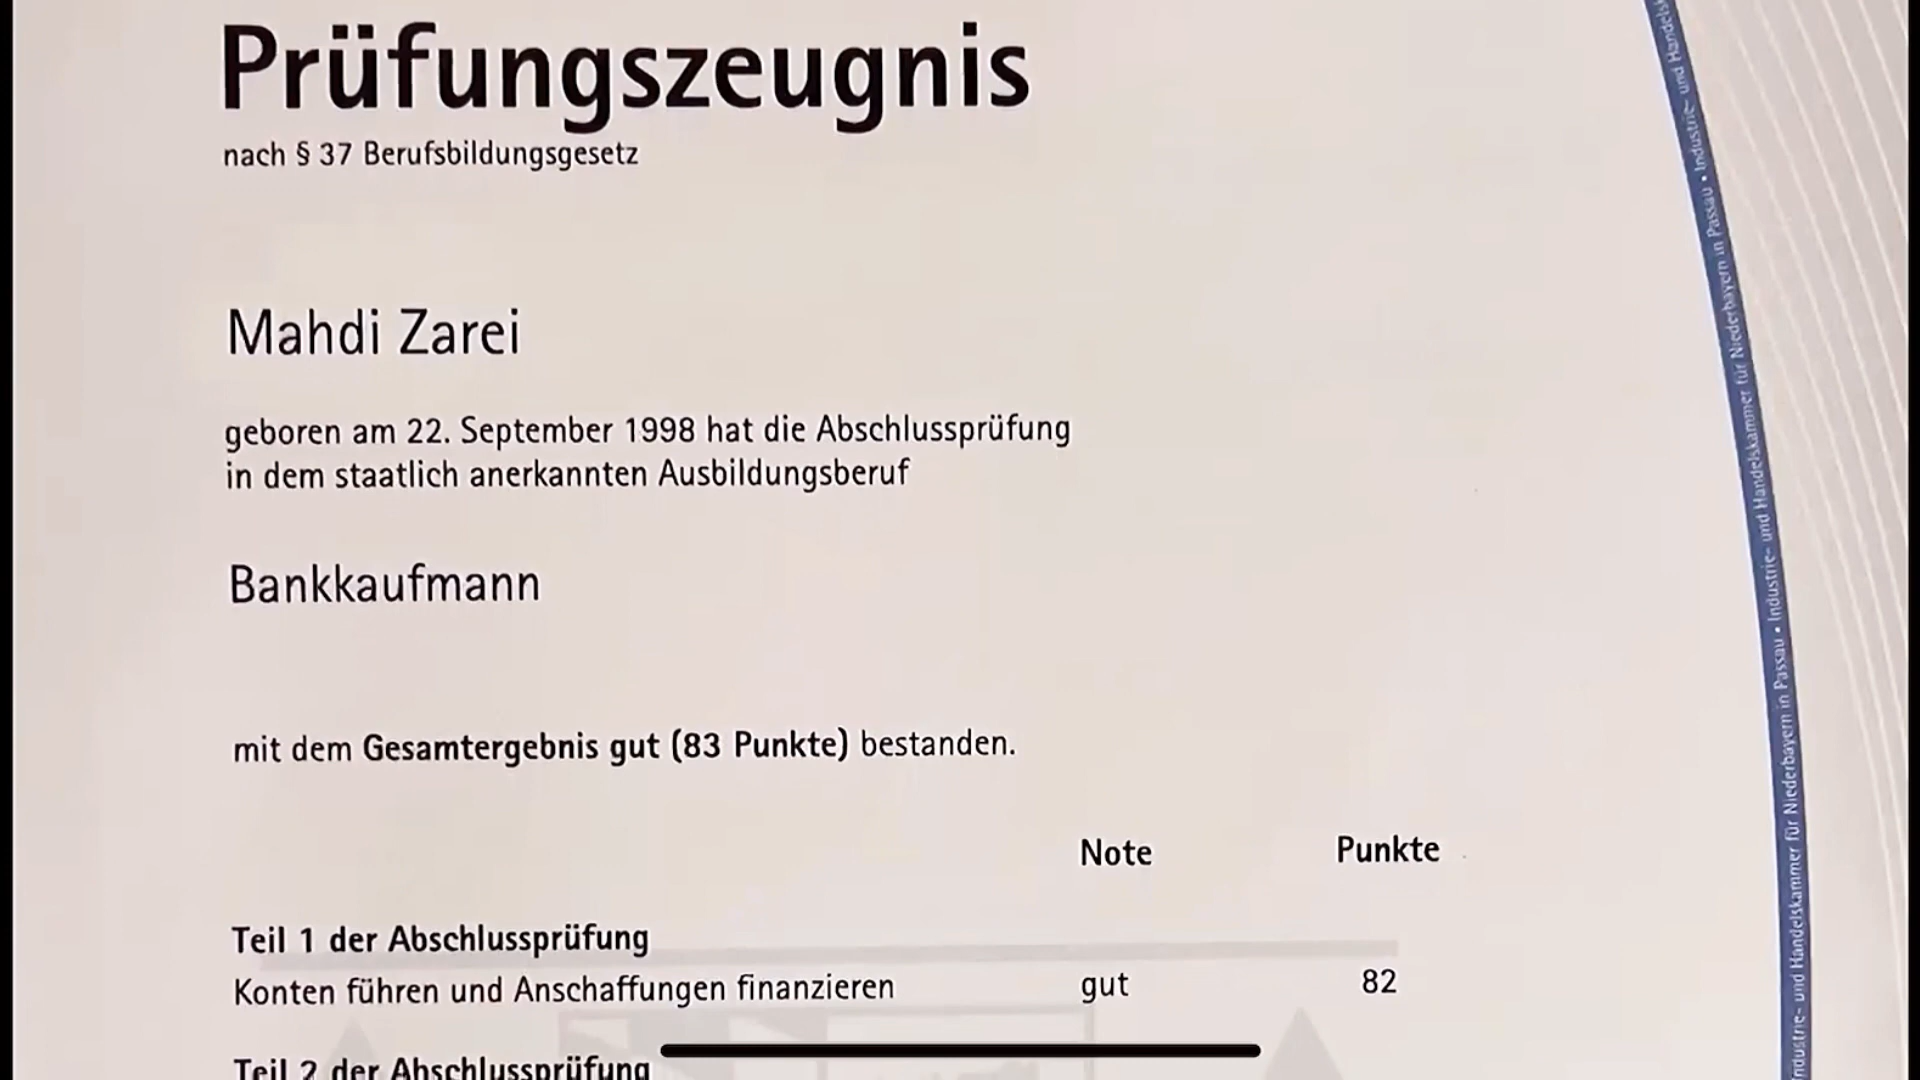 Prüfungszeugnis
nach § 37 Berufsbildungsgesetz
Mahdi Zarei
geboren am 22. September 1998 hat die Abschlussprüfung
in dem staatlich anerkannten Ausbildungsberuf
Bankkaufmann
mit dem Gesamtergebnis gut (83 Punkte) bestanden.
Note Punkte
Teil 1 der Abschlussprüfung
Konten führen und Anschaffungen finanzieren gut 82
Teil 2 der Abschlussprüfung
Industrie- und Handelskammer für Niederbayern in Passau • Industrie- und Handelskammer für Niederbayern in Passau • Industrie- und